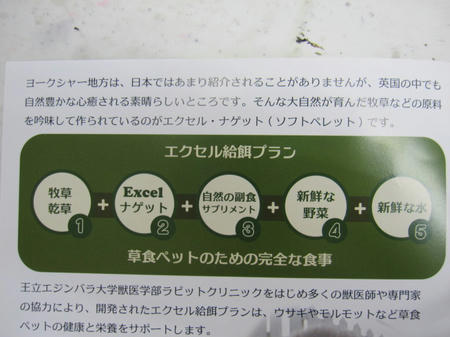 ヨークシャー地方は、日本ではあまり紹介されることがありませんが、英国の中でも
自然豊かな心癒される素晴らしいところです。そんな大自然が育んだ牧草などの原料
を吟味して作られているのがエクセル・ナゲット(ソフトペレット)です。
エクセル給餌プラン
牧草
乾草
1
+
Excel
ナゲット
2
+
自然の副食
サプリメント
3
+
新鮮な
野菜
4
+
新鮮な水
5
草食ペットのための完全な食事
王立エジンバラ大学獣医学部ラビットクリニックをはじめ多くの獣医師や専門家
の協力により、開発されたエクセル給餌プランは、ウサギやモルモットなど草食
ペットの健康と栄養をサポートします。